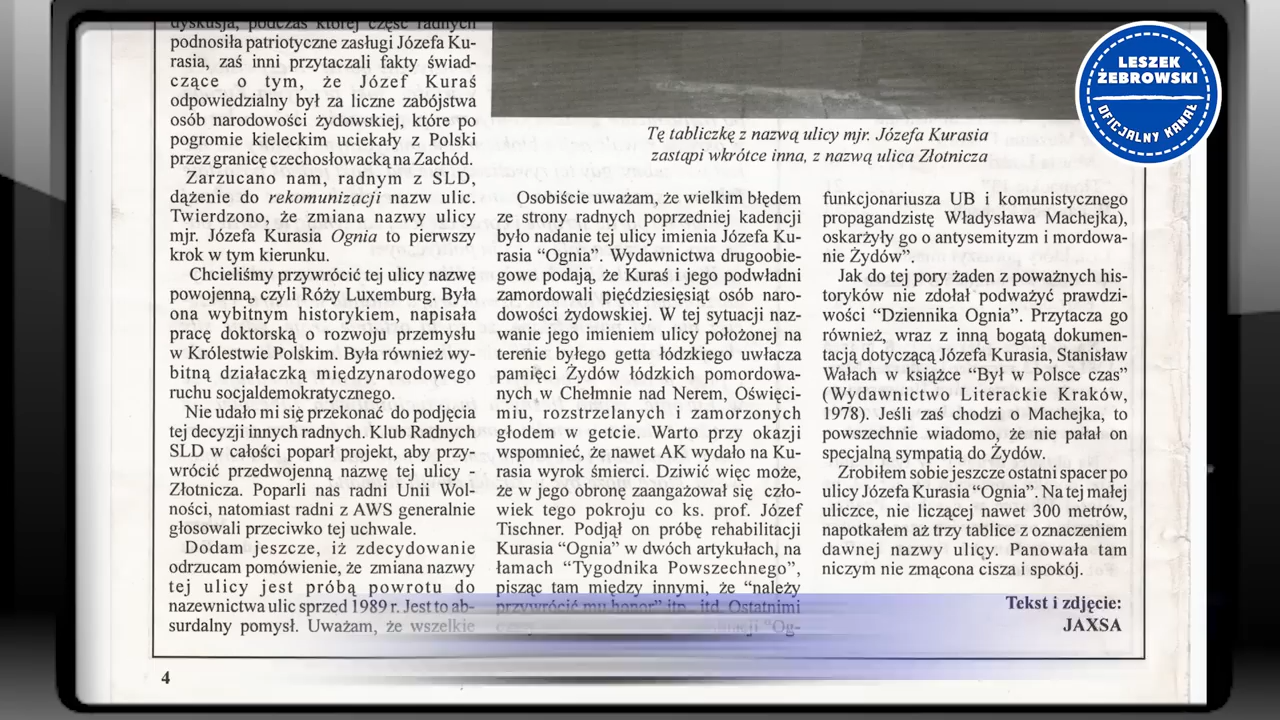 dyskusja, podczas której część radnych
podnosiła patriotyczne zasługi Józefa Ku-
rasia, zaś inni przytaczali fakty świad-
czące o tym, że Józef Kuraś
odpowiedzialny był za liczne zabójstwa
osób narodowości żydowskiej, które po
pogromie kieleckim uciekały z Polski
przez granicę czechosłowacką na Zachód.
Zarzucano nam, radnym z SLD,
dążenie do rekomunizacji nazw ulic.
Twierdzono, że zmiana nazwy ulicy
mjr. Józefa Kurasia Ognia to pierwszy
krok w tym kierunku.
Chcieliśmy przywrócić tej ulicy nazwę
powojenną, czyli Róży Luxemburg. Była
ona wybitnym historykiem, napisała
pracę doktorską o rozwoju przemysłu
w Królestwie Polskim. Była również wy-
bitną działaczką międzynarodowego
ruchu socjaldemokratycznego.
Nie udało mi się przekonać do podjęcia
tej decyzji innych radnych. Klub Radnych
SLD w całości poparł projekt, aby przy-
wrócić przedwojenną nazwę tej ulicy -
Złotnicza. Poparli nas radni Unii Wol-
ności, natomiast radni z AWS generalnie
głosowali przeciwko tej uchwale.
Dodam jeszcze, iż zdecydowanie
odrzucam pomówienie, że zmiana nazwy
tej ulicy jest próbą powrotu do
nazewnictwa ulic sprzed 1989 r. Jest to ab-
surdalny pomysł. Uważam, że wszelkie
4
Tę tabliczkę z nazwą ulicy mjr. Józefa Kurasia
zastąpi wkrótce inna, z nazwą ulica Złotnicza
Osobiście uważam, że wielkim błędem
ze strony radnych poprzedniej kadencji
było nadanie tej ulicy imienia Józefa Ku-
rasia “Ognia”. Wydawnictwa drugoobie-
gowe podają, że Kuraś i jego podwładni
zamordowali pięćdziesięciąt osób naro-
dowości żydowskiej. W tej sytuacji naz-
wanie jego imieniem ulicy położonej na
terenie byłego getta łódzkiego uwłacza
pamięci Żydów łódzkich pomordowa-
nych, w Chełmnie nad Nerem, Oświęci-
miu, rozstrzelanych i zamorzonych
głodem w getcie. Warto przy okazji
wspomnieć, że nawet AK wydało na Ku-
rasia wyrok śmierci. Dziwić więc może,
że w jego obronę zaangażował się czło-
wiek tego pokroju co ks. prof. Józef
Tischner. Podjął on próbę rehabilitacji
Kurasia “Ognia” w dwóch artykułach, na
łamach “Tygodnika Powszechnego”,
pisząc tam między innymi, że “należy
przywrócić mu honor” itp., itd. Ostatnimi
“Og-
funkcjonariusza UB i komunistycznego
propagandzistę Władysława Machejka),
oskarżyły go o antysemityzm i mordowa-
nie Żydów”.
Jak do tej pory żaden z poważnych his-
toryków nie zdołał podważyć prawdzi-
wości “Dziennika Ognia”. Przytacza go
również, wraz z inną bogatą dokumen-
tacją dotyczącą Józefa Kurasia, Stanisław
Wałach w książce “Był w Polsce czas”
(Wydawnictwo Literackie Kraków,
1978). Jeśli zaś chodzi o Machejka, to
powszechnie wiadomo, że nie pałał on
specjalną sympatią do Żydów.
Zrobiłem sobie jeszcze ostatni spacer po
ulicy Józefa Kurasia “Ognia”. Na tej małej
uliczce, nie liczącej nawet 300 metrów,
napotkałem aż trzy tablice z oznaczeniem
dawnej nazwy ulicy. Panowała tam
niczym nie zmącona cisza i spokój.
Tekst i zdjęcie:
JAXSA
LESZEK
ŻEBROWSKI
OFICJALNY KANAŁ